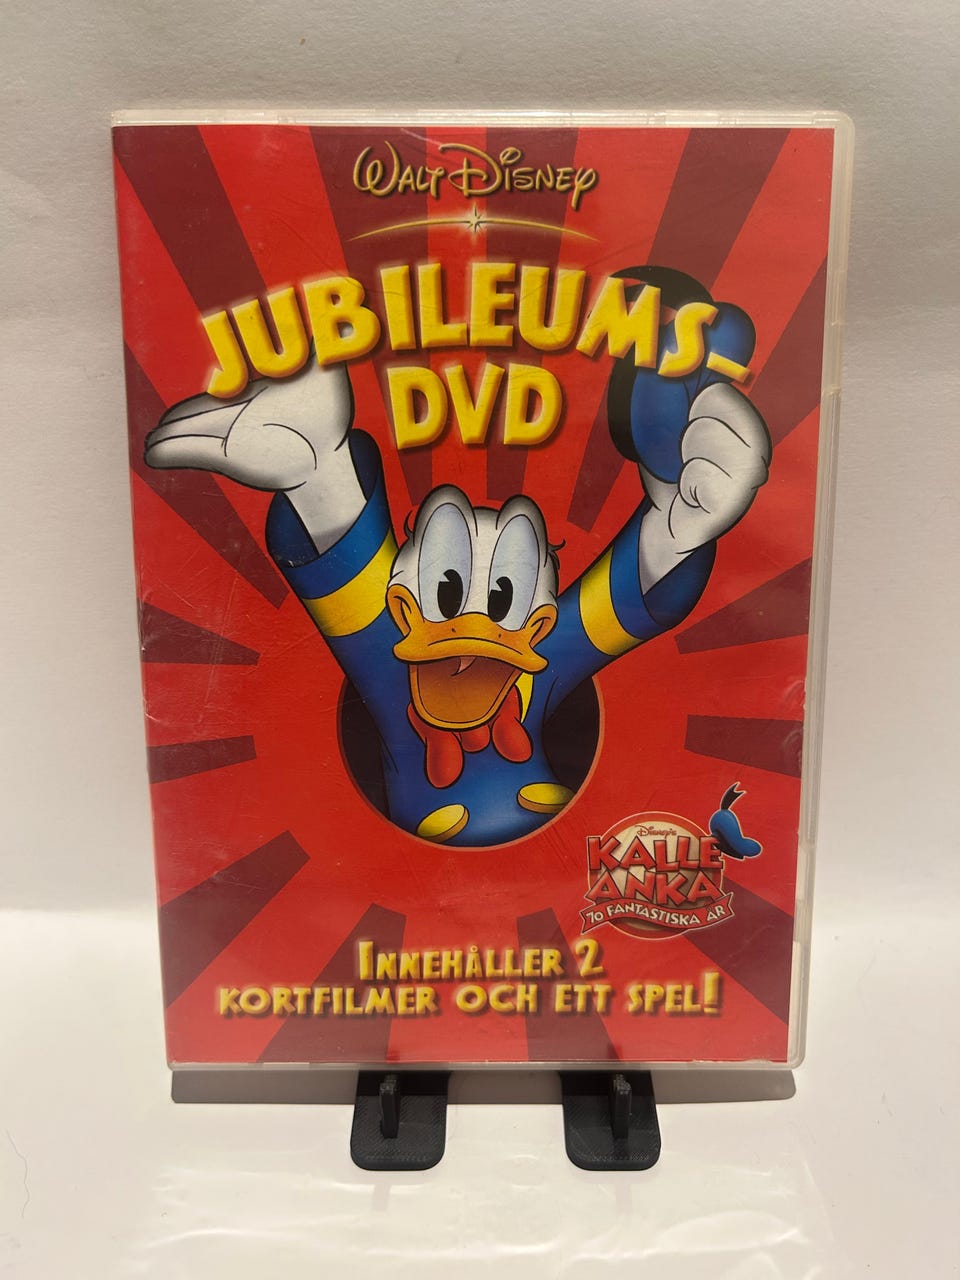 WALT DISNEY
JUBILEUMS-
DVD
DISNEY'S
KALLE
ANKA
70 FANTASTISKA ÅR
INNEHÅLLER 2
KORTFILMER OCH ETT SPEL!